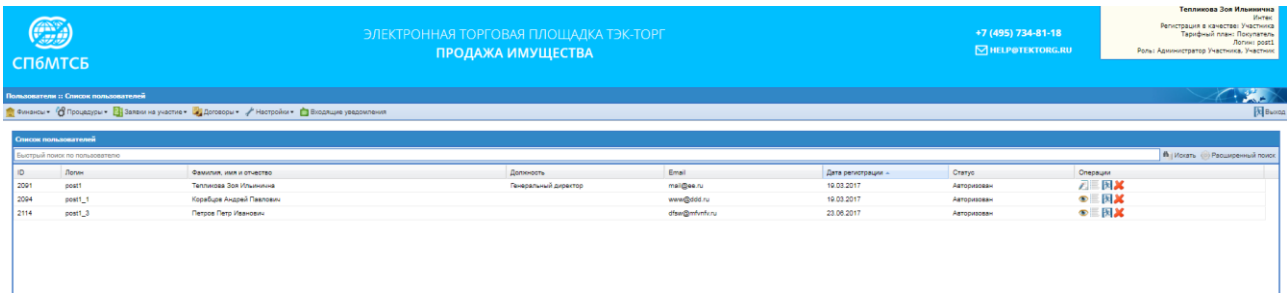 СПбМТСБ
ЭЛЕКТРОННАЯ ТОРГОВАЯ ПЛОЩАДКА ТЭК-ТОРГ
ПРОДАЖА ИМУЩЕСТВА
+7 (495) 734-81-18
HELP@TEKTORG.RU
Тепликова Зоя Ильинична
Интек
Регистрация в качестве: Участника
Тарифный план: Покупатель
Логин: post1
Роль: Администратор Участника, Участник
Пользователи :: Список пользователей
Финансы Процедуры Заявки на участие Договоры Настройки Входящие уведомления Выход
Список пользователей
Быстрый поиск по пользователю Искать Расширенный поиск
ID Логин Фамилия, имя и отчество Должность Email Дата регистрации Статус Операции
2091 post1 Тепликова Зоя Ильинична Генеральный директор mail@ee.ru 19.03.2017 Авторизован
2094 post1_1 Корабцов Андрей Павлович www@ddd.ru 19.03.2017 Авторизован
2114 post1_3 Петров Петр Иванович 23.06.2017 Авторизован